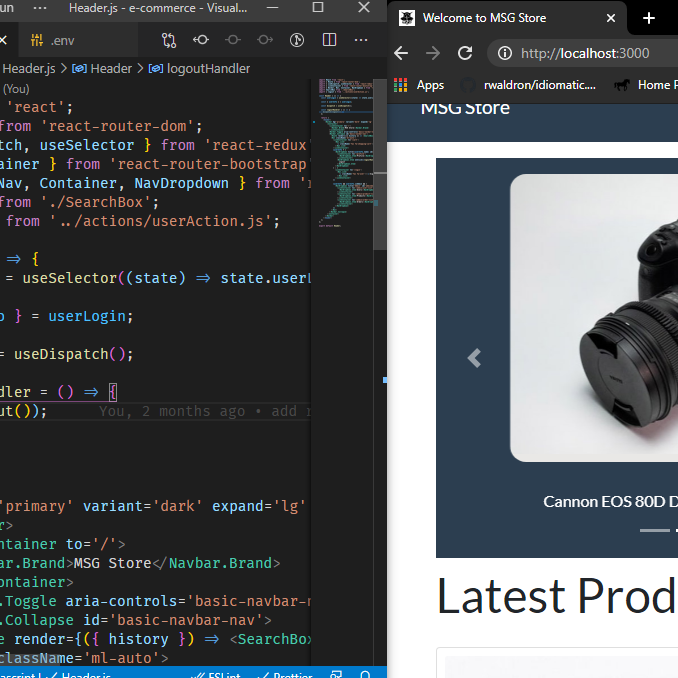 un ··· Header.js - e-commerce - Visual...
.env
Header.js > Header > logoutHandler
(You)
'react';
from 'react-router-dom';
tch, useSelector } from 'react-redux
ainer } from 'react-router-bootstrap'
Nav, Container, NavDropdown } from 'r
from './SearchBox';
from '../actions/userAction.js';
=> {
= useSelector((state) => state.userL
o } = userLogin;
= useDispatch();
dler = () => {
ut()); You, 2 months ago • add r
'primary' variant='dark' expand='lg'
r>
ntainer to='/'>
bar.Brand>MSG Store</Navbar.Brand>
ontainer>
.Toggle aria-controls='basic-navbar-n
.Collapse id='basic-navbar-nav'>
e render={({ history }) => <SearchBox
className='ml-auto'>
ascript Header.js ESLint Prettier
Welcome to MSG Store
http://localhost:3000
Apps rwaldron/idiomatic.... Home P
MSG Store
Cannon EOS 80D D
Latest Prod